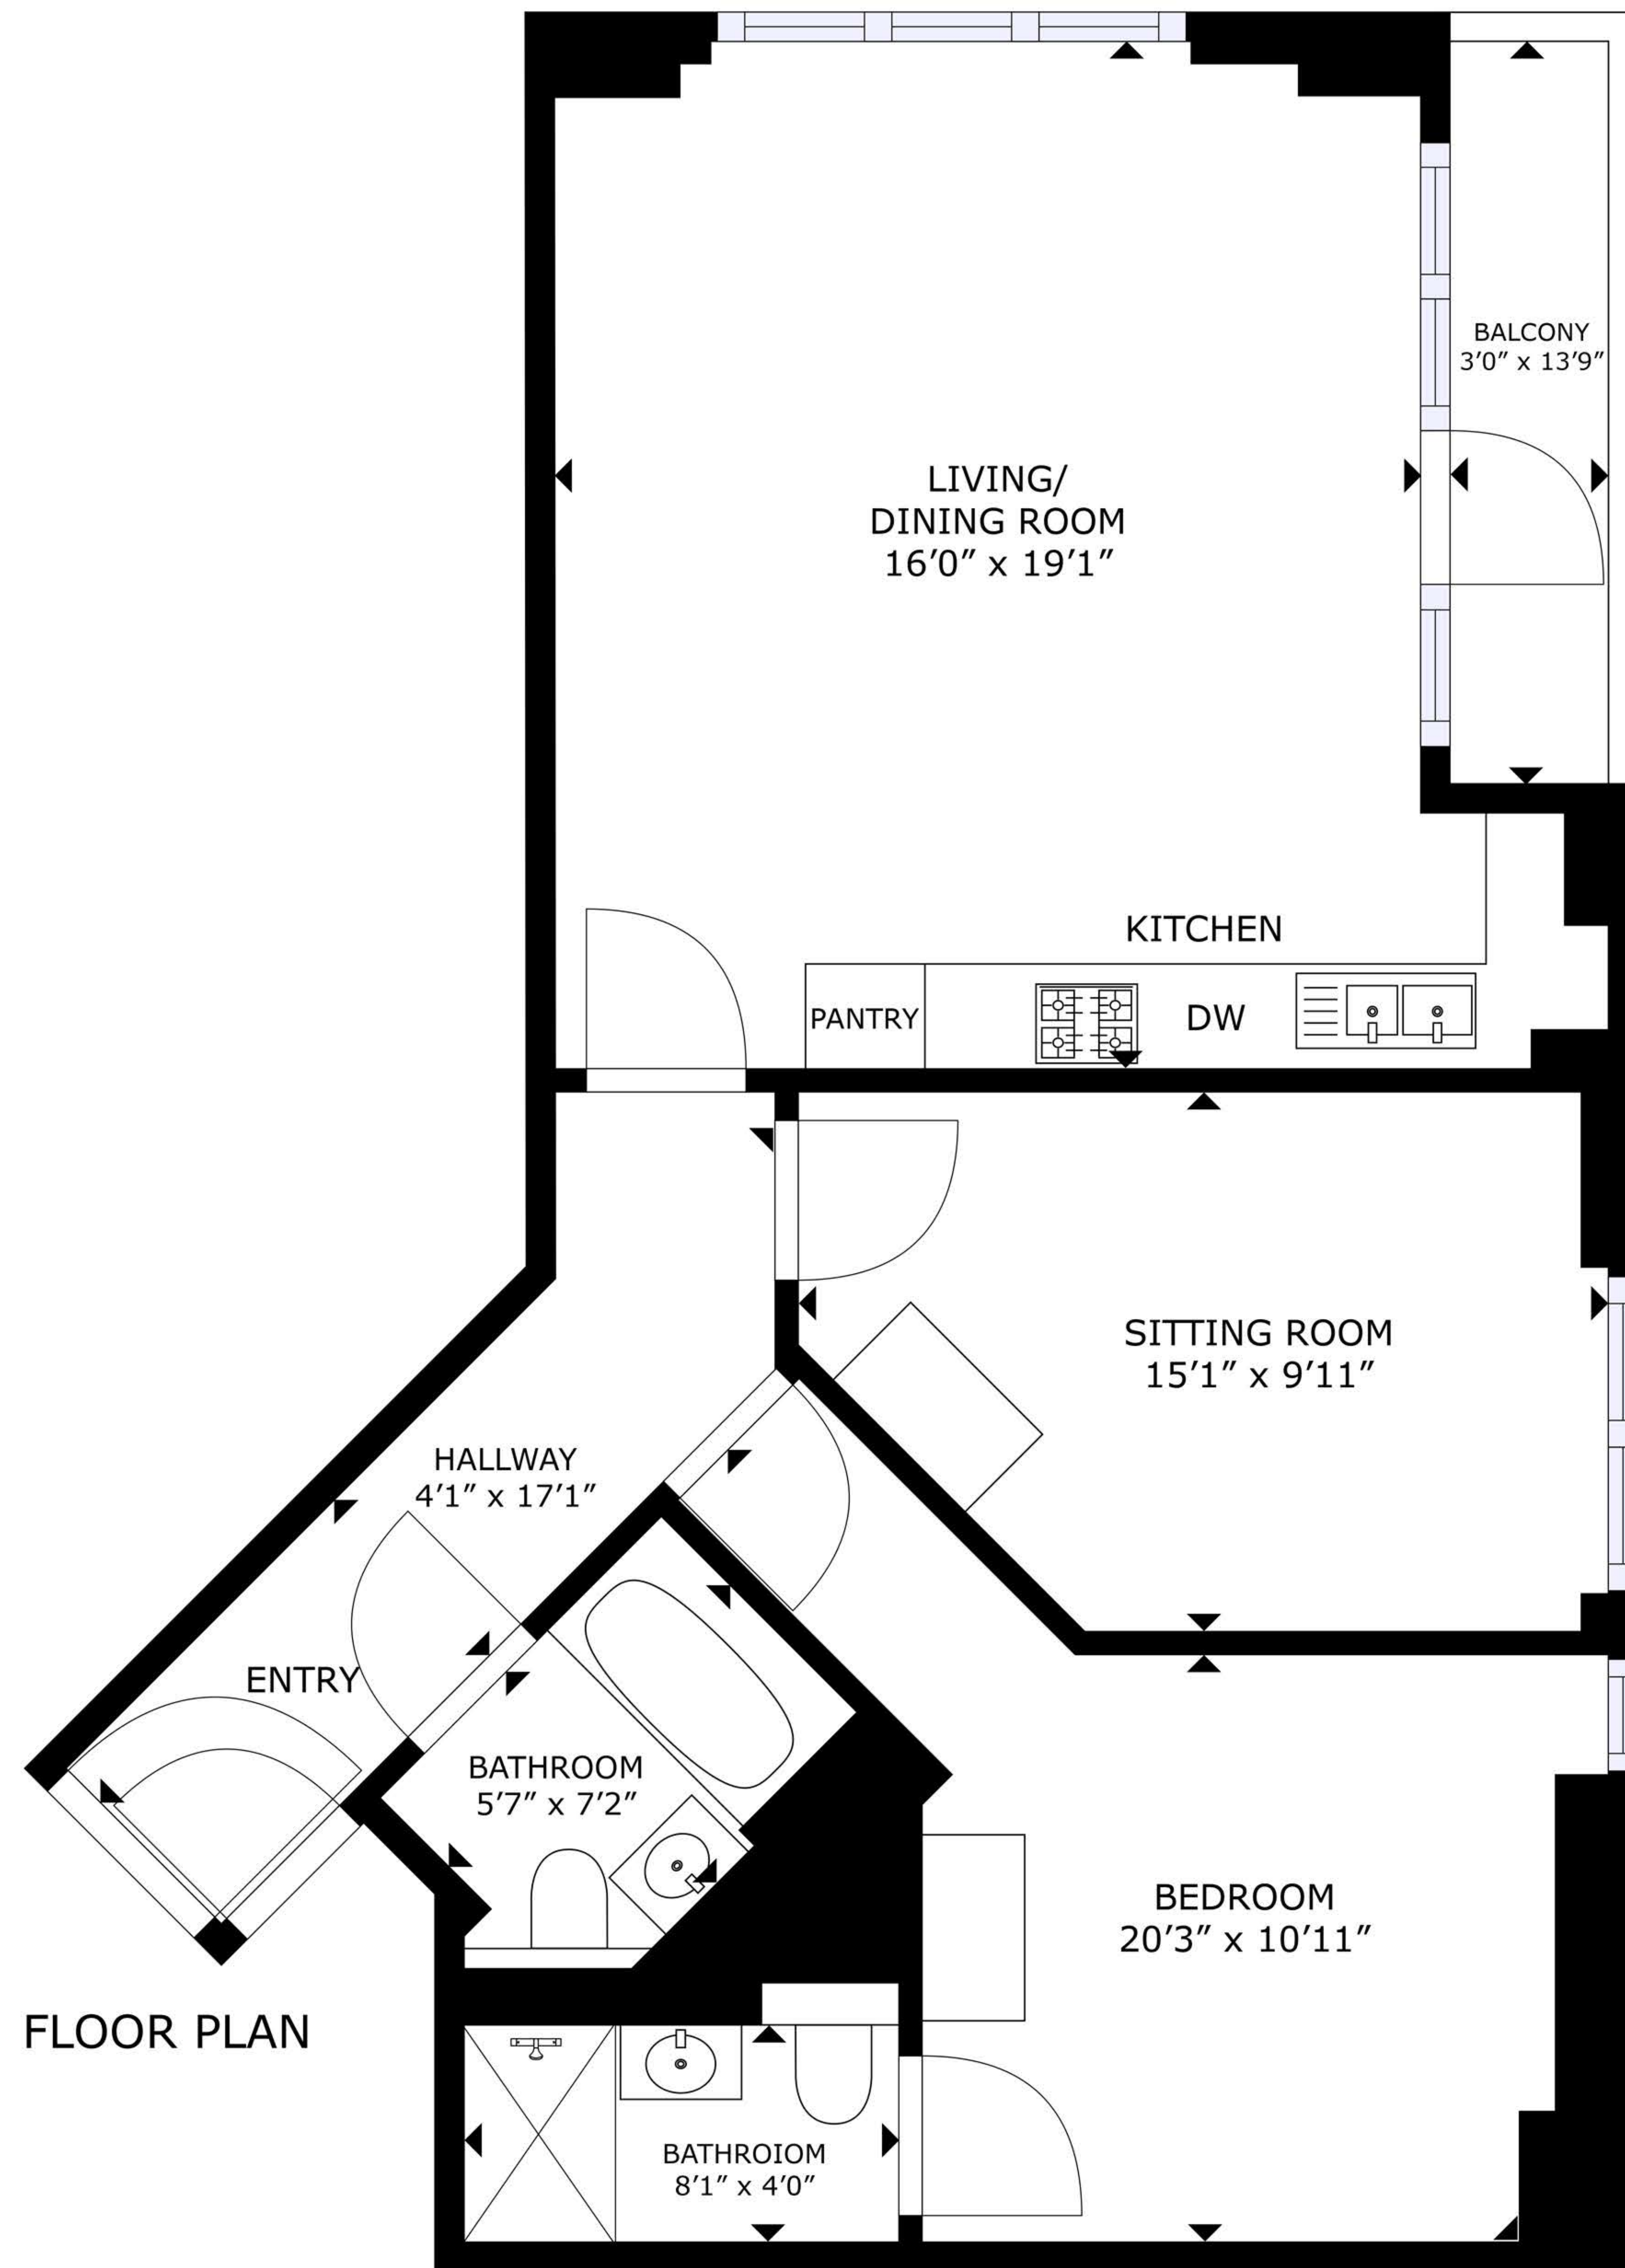 BALCONY
3′0″ x 13′9″
LIVING/
DINING ROOM
16′0″ x 19′1″
KITCHEN
PANTRY
DW
SITTING ROOM
15′1″ x 9′11″
HALLWAY
4′1″ x 17′1″
ENTRY
BATHROOM
5′7″ x 7′2″
BEDROOM
20′3″ x 10′11″
FLOOR PLAN
BATHROIOM
8′1″ x 4′0″